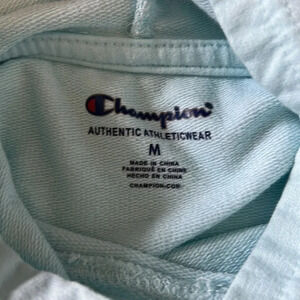 Champion
AUTHENTIC ATHLETICWEAR
M
MADE IN CHINA
FABRIQUÉ EN CHINE
HECHO EN CHINA
CHAMPION.COM